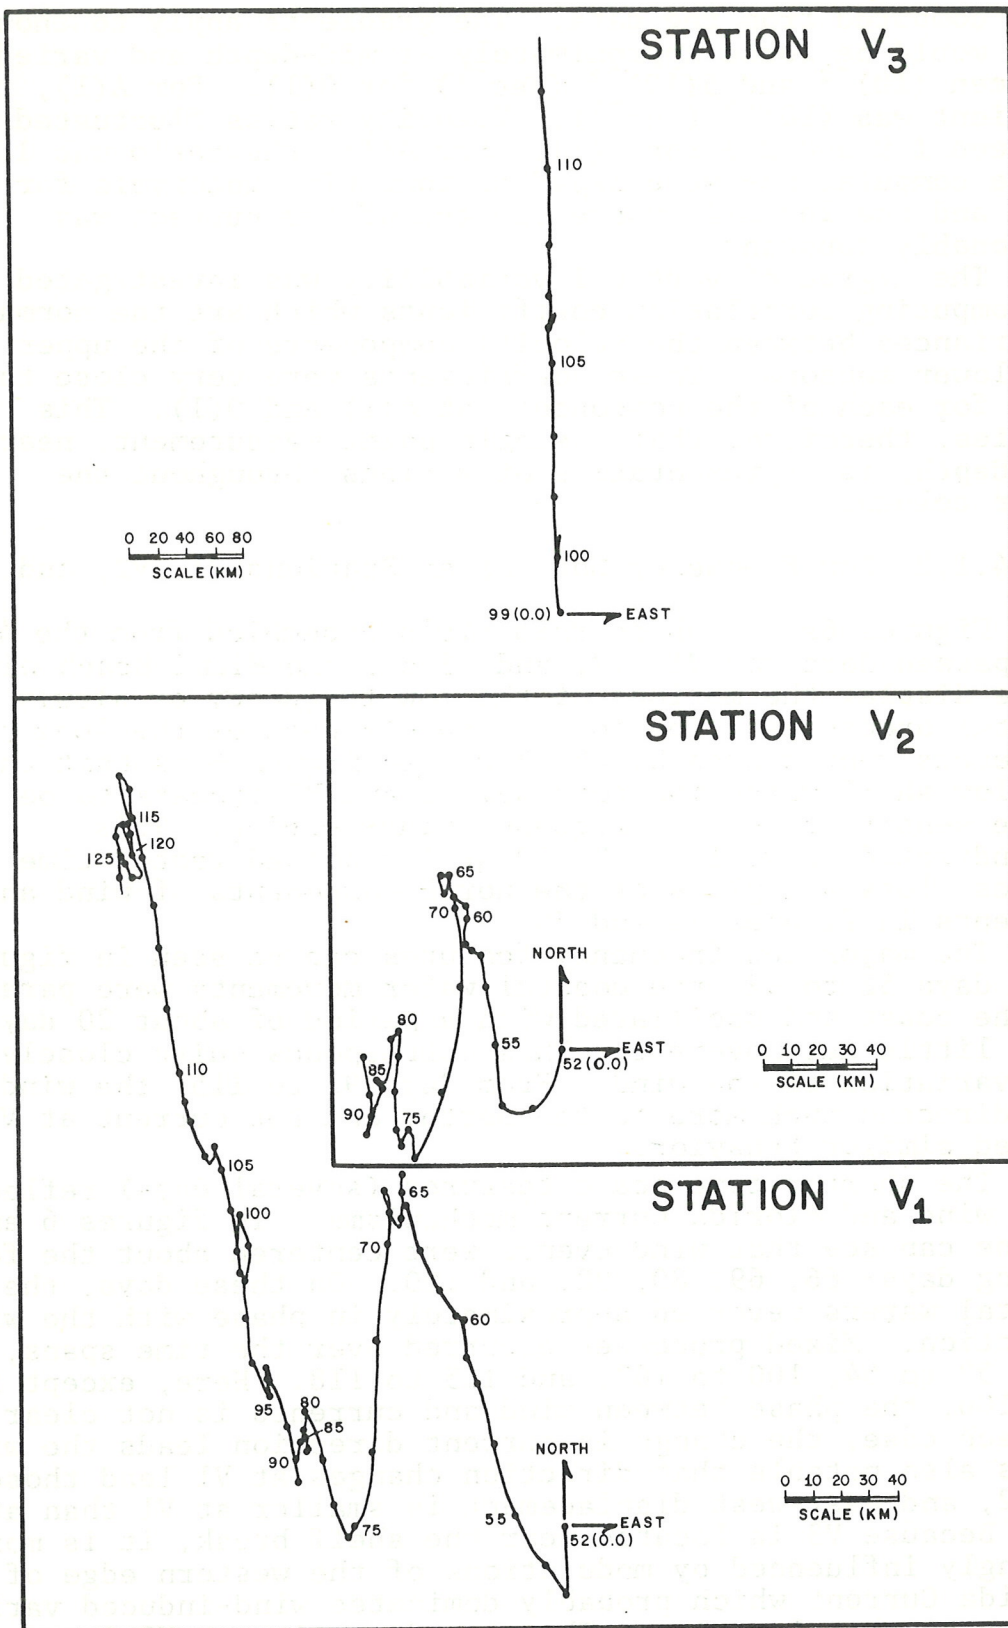 STATION V₃
110
105
0 20 40 60 80
SCALE (KM)
100
99 (0.0) EAST
STATION V₂
115
120
125
65
70
60
NORTH
80
55
EAST
52 (0.0)
0 10 20 30 40
SCALE (KM)
85
90
75
110
STATION V₁
105
65
100
70
60
95
80
85
NORTH
90
0 10 20 30 40
SCALE (KM)
55
EAST
75
52 (0.0)